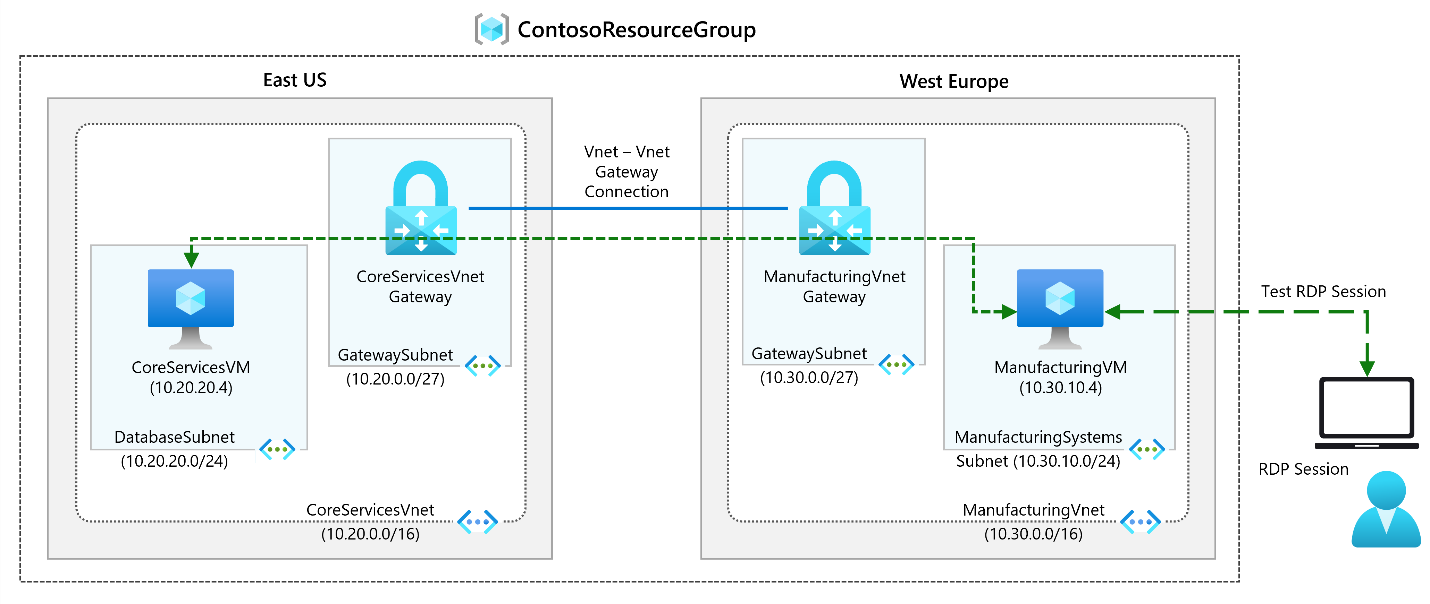 ContosoResourceGroup
East US
West Europe
Vnet – Vnet
Gateway
Connection
CoreServicesVnet
Gateway
ManufacturingVnet
Gateway
Test RDP Session
GatewaySubnet
(10.20.0.0/27)
GatewaySubnet
(10.30.0.0/27)
CoreServicesVM
(10.20.20.4)
ManufacturingVM
(10.30.10.4)
DatabaseSubnet
(10.20.20.0/24)
ManufacturingSystems
Subnet (10.30.10.0/24)
RDP Session
CoreServicesVnet
(10.20.0.0/16)
ManufacturingVnet
(10.30.0.0/16)